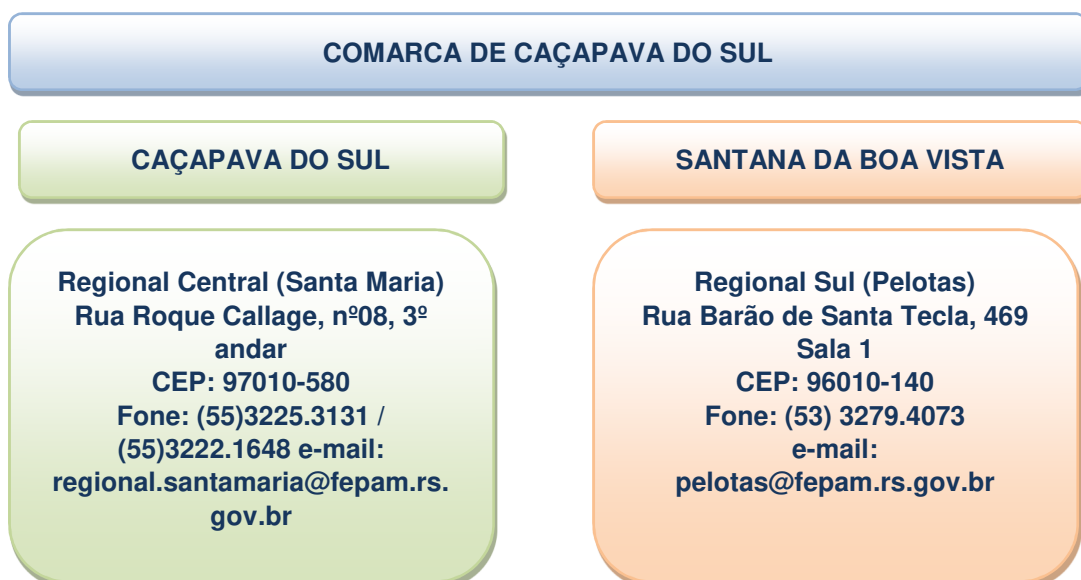 COMARCA DE CAÇAPAVA DO SUL
CAÇAPAVA DO SUL
Regional Central (Santa Maria)
Rua Roque Callage, nº08, 3º
andar
CEP: 97010-580
Fone: (55)3225.3131 /
(55)3222.1648 e-mail:
regional.santamaria@fepam.rs.
gov.br
SANTANA DA BOA VISTA
Regional Sul (Pelotas)
Rua Barão de Santa Tecla, 469
Sala 1
CEP: 96010-140
Fone: (53) 3279.4073
e-mail:
pelotas@fepam.rs.gov.br